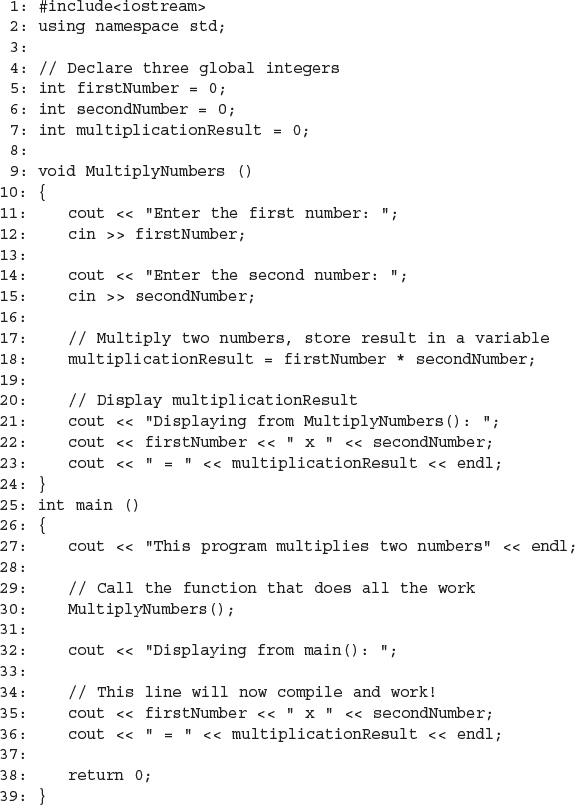 1: #include<iostream>
2: using namespace std;
3:
4: // Declare three global integers
5: int firstNumber = 0;
6: int secondNumber = 0;
7: int multiplicationResult = 0;
8:
9: void MultiplyNumbers ()
10: {
11:    cout << "Enter the first number: ";
12:    cin >> firstNumber;
13:
14:    cout << "Enter the second number: ";
15:    cin >> secondNumber;
16:
17:    // Multiply two numbers, store result in a variable
18:    multiplicationResult = firstNumber * secondNumber;
19:
20:    // Display multiplicationResult
21:    cout << "Displaying from MultiplyNumbers(): ";
22:    cout << firstNumber << " x " << secondNumber;
23:    cout << " = " << multiplicationResult << endl;
24: }
25: int main ()
26: {
27:    cout << "This program multiplies two numbers" << endl;
28:
29:    // Call the function that does all the work
30:    MultiplyNumbers();
31:
32:    cout << "Displaying from main(): ";
33:
34:    // This line will now compile and work!
35:    cout << firstNumber << " x " << secondNumber;
36:    cout << " = " << multiplicationResult << endl;
37:
38:    return 0;
39: }